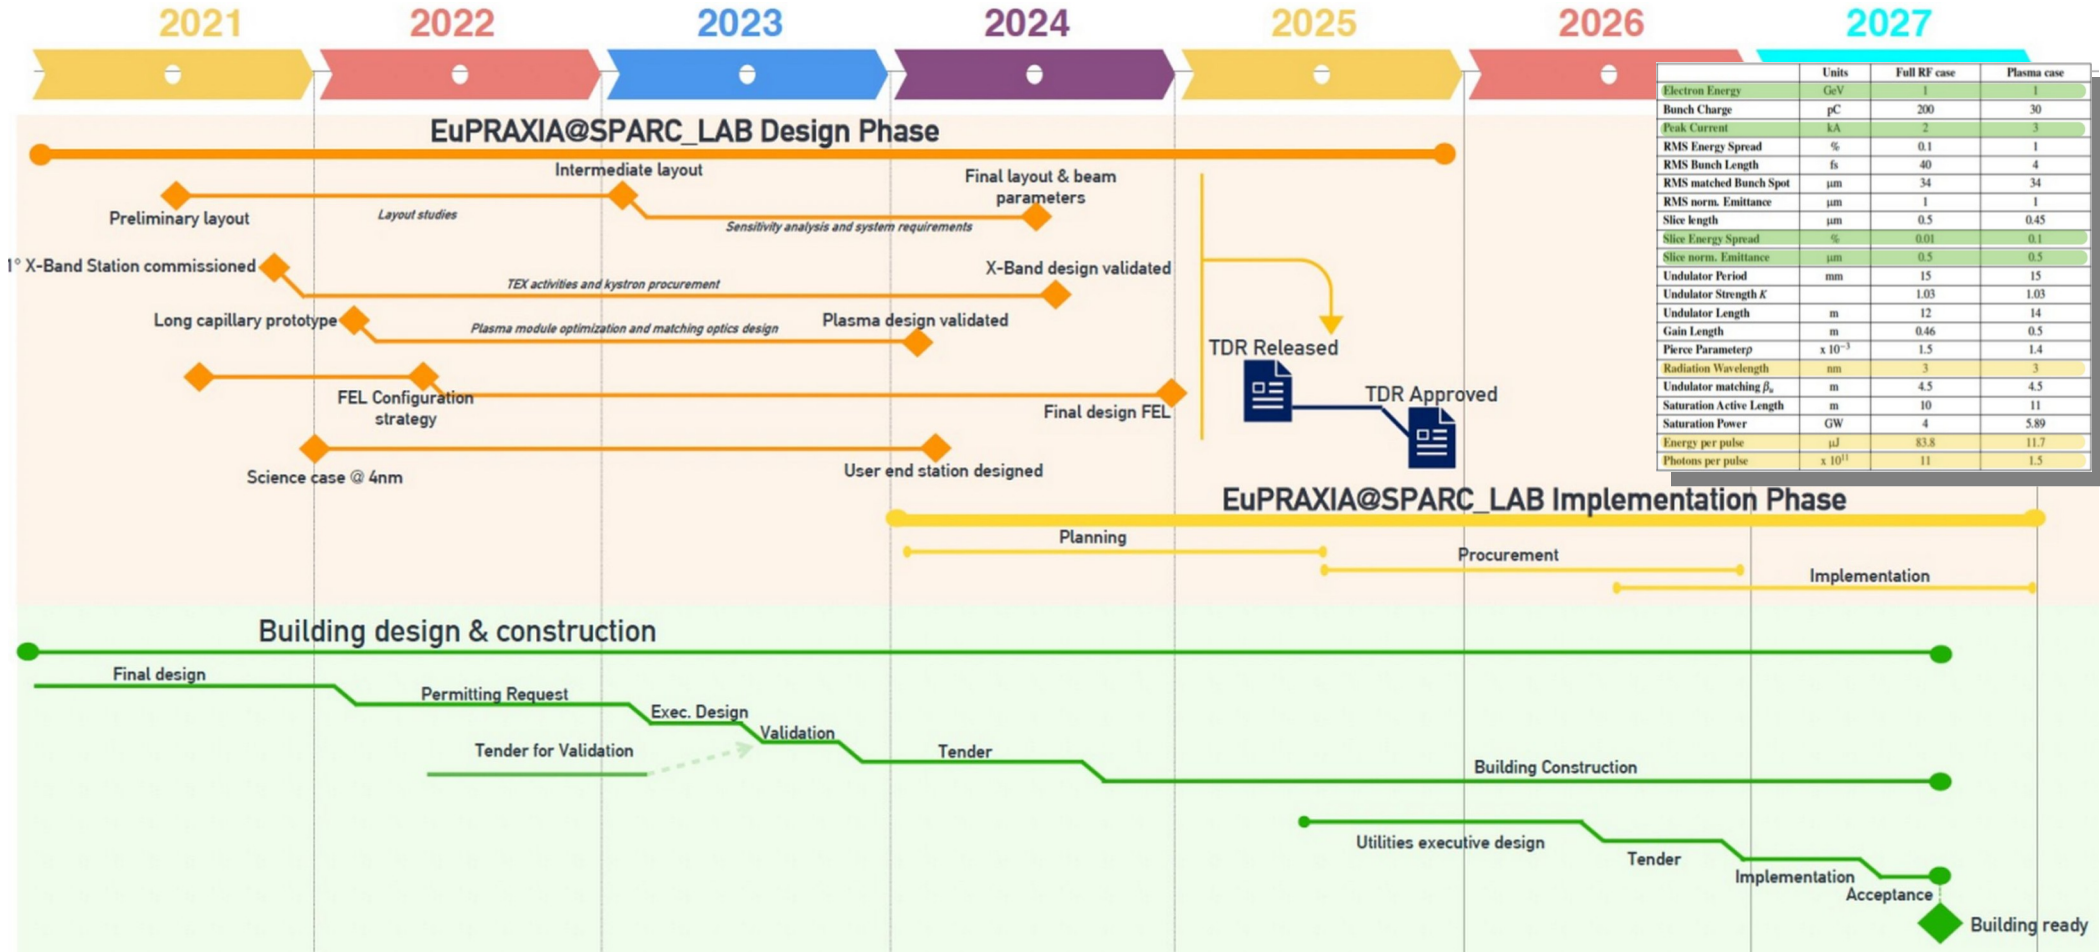 2021 2022 2023 2024 2025 2026 2027
EuPRAXIA@SPARC_LAB Design Phase
Intermediate layout
Final layout & beam
parameters
Preliminary layout
Layout studies
Sensitivity analysis and system requirements
1° X-Band Station commissioned
X-Band design validated
TEX activities and kystron procurement
Long capillary prototype
Plasma module optimization and matching optics design
Plasma design validated
FEL Configuration
strategy
Final design FEL
Science case @ 4nm
User end station designed
TDR Released
TDR Approved
Units Full RF case Plasma case
Electron Energy GeV 1 1
Bunch Charge pC 200 30
Peak Current kA 2 3
RMS Energy Spread % 0.1 1
RMS Bunch Length fs 40 4
RMS matched Bunch Spot μm 34 34
RMS norm. Emittance μm 1 1
Slice length μm 0.5 0.45
Slice Energy Spread % 0.01 0.1
Slice norm. Emittance μm 0.5 0.5
Undulator Period mm 15 15
Undulator Strength K 1.03 1.03
Undulator Length m 12 14
Gain Length m 0.46 0.5
Pierce Parameterρ x 10⁻³ 1.5 1.4
Radiation Wavelength nm 3 3
Undulator matching βᵤ m 4.5 4.5
Saturation Active Length m 10 11
Saturation Power GW 4 5.89
Energy per pulse μJ 83.8 11.7
Photons per pulse x 10¹¹ 11 1.5
EuPRAXIA@SPARC_LAB Implementation Phase
Planning
Procurement
Implementation
Building design & construction
Final design
Permitting Request
Exec. Design
Validation
Tender for Validation
Tender
Building Construction
Utilities executive design
Tender
Implementation
Acceptance
Building ready